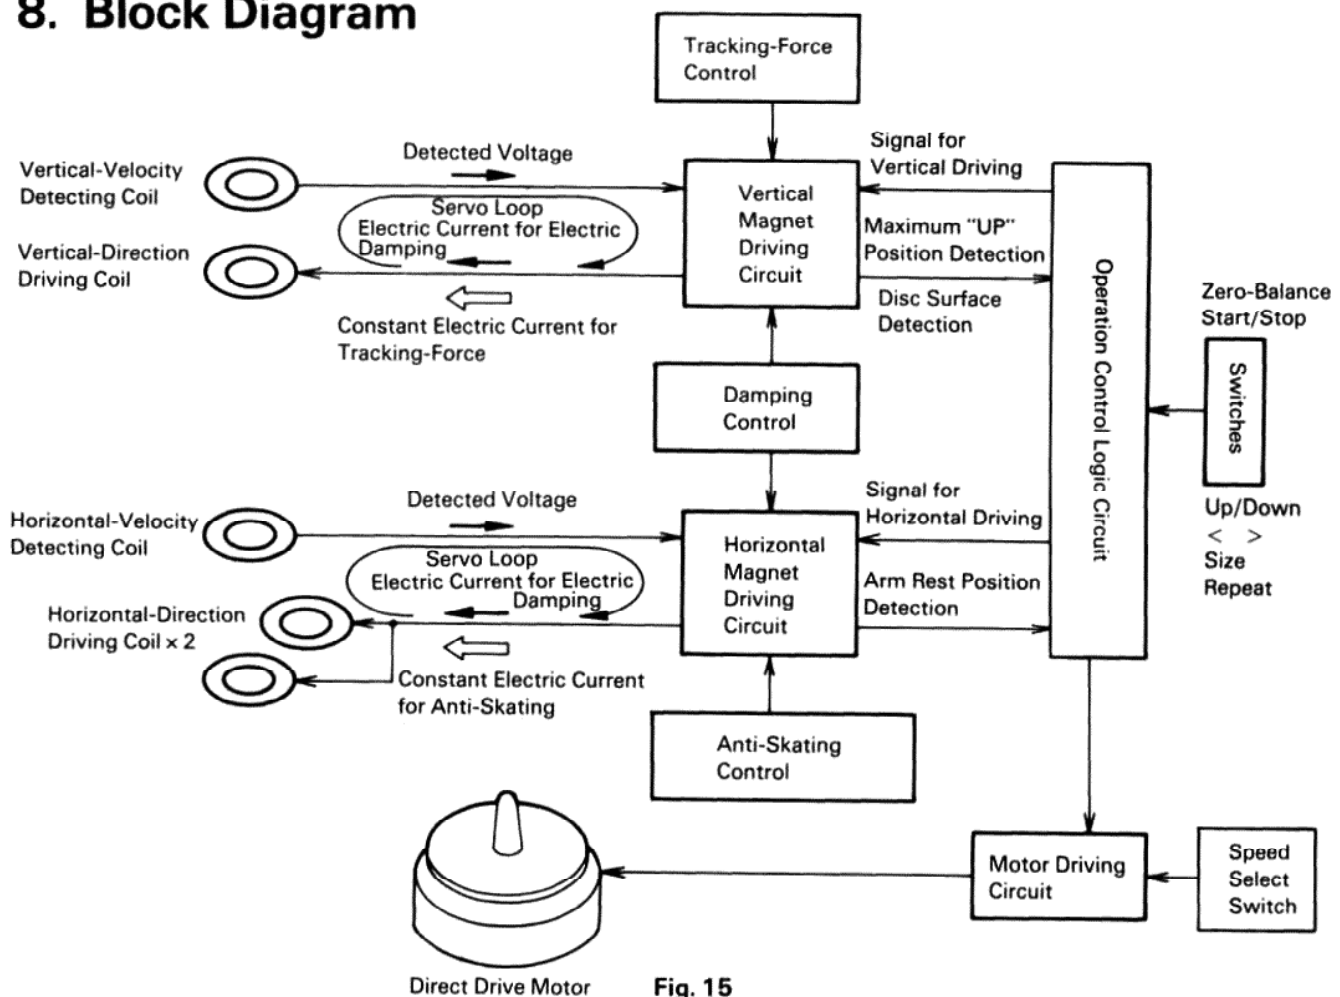 8. Block Diagram
Tracking-Force
Control
Vertical-Velocity
Detecting Coil
Detected Voltage
Servo Loop
Electric Current for Electric
Damping
Vertical-Direction
Driving Coil
Constant Electric Current for
Tracking-Force
Vertical
Magnet
Driving
Circuit
Signal for
Vertical Driving
Maximum "UP"
Position Detection
Disc Surface
Detection
Operation Control Logic Circuit
Zero-Balance
Start/Stop
Switches
Up/Down
< >
Size
Repeat
Damping
Control
Horizontal-Velocity
Detecting Coil
Detected Voltage
Servo Loop
Electric Current for Electric
Damping
Horizontal-Direction
Driving Coil x 2
Constant Electric Current
for Anti-Skating
Horizontal
Magnet
Driving
Circuit
Signal for
Horizontal Driving
Arm Rest Position
Detection
Anti-Skating
Control
Motor Driving
Circuit
Speed
Select
Switch
Direct Drive Motor
Fig. 15